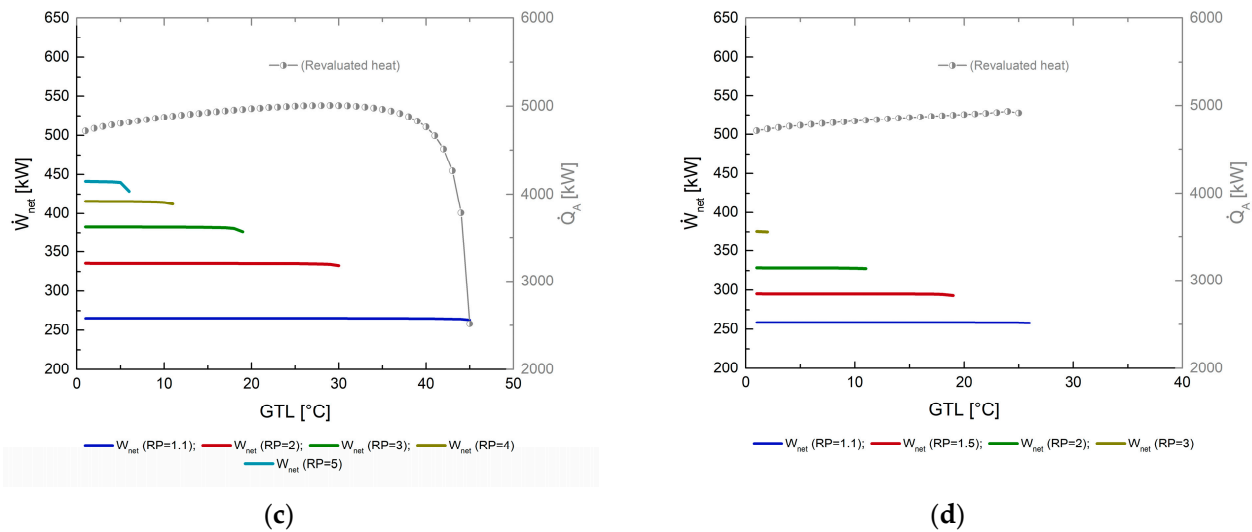 650
600
550
500
450
400
350
300
250
200
Ẇnet [kW]
(Revaluated heat)
6000
5000
4000
3000
2000
Q̇A [kW]
0 10 20 30 40 50
GTL [°C]
Wnet (RP=1.1); Wnet (RP=2); Wnet (RP=3); Wnet (RP=4)
Wnet (RP=5)
(c)
650
600
550
500
450
400
350
300
250
200
Ẇnet [kW]
(Revaluated heat)
6000
5000
4000
3000
2000
Q̇A [kW]
0 10 20 30 40
GTL [°C]
Wnet (RP=1.1); Wnet (RP=1.5); Wnet (RP=2); Wnet (RP=3)
(d)